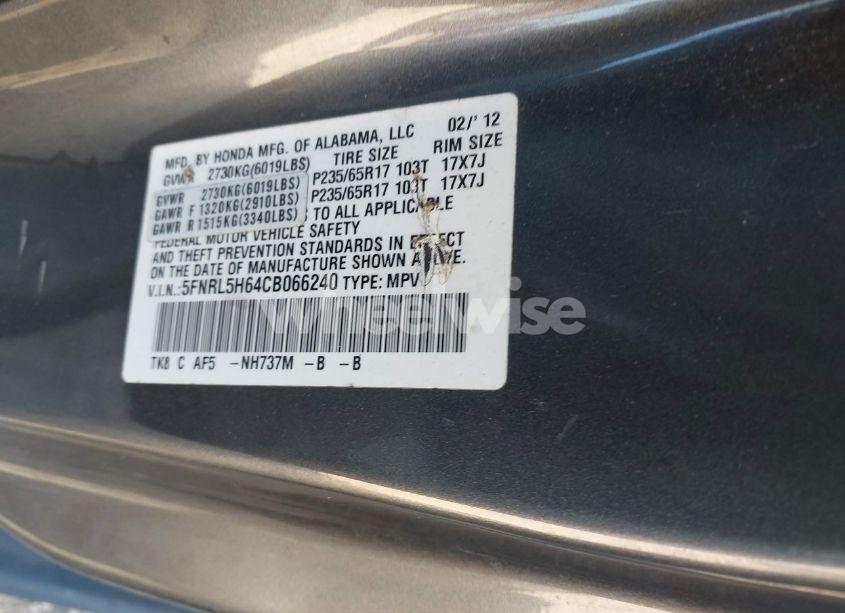 MFD. BY HONDA MFG. OF ALABAMA, LLC 02/'12
GVWR 2730KG(6019LBS) TIRE SIZE RIM SIZE
GVWR 2730KG(6019LBS) P235/65R17 103T 17X7J
GAWR F 1320KG(2910LBS) P235/65R17 103T 17X7J
GAWR R 1515KG(3340LBS) S TO ALL APPLICABLE
FEDERAL MOTOR VEHICLE SAFETY
AND THEFT PREVENTION STANDARDS IN EFFECT
ON THE DATE OF MANUFACTURE SHOWN ABOVE.
V.I.N.:5FNRL5H64CB066240 TYPE: MPV
wheelwise
TK8 C AF5 -NH737M -B -B